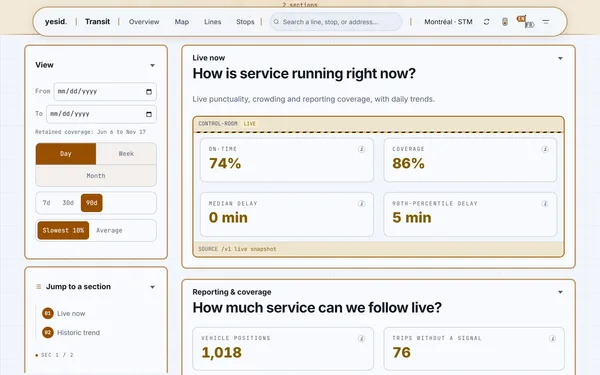 2 sections
yesid. Transit Overview Map Lines Stops Search a line, stop, or address... Montréal · STM EN FR
View
From mm/dd/yyyy
To mm/dd/yyyy
Retained coverage: Jun 6 to Nov 17
Day Week
Month
7d 30d 90d
Slowest 10% Average
Jump to a section
01 Live now
02 Historic trend
SEC 1 / 2
Live now
How is service running right now?
Live punctuality, crowding and reporting coverage, with daily trends.
CONTROL-ROOM LIVE
ON-TIME
74%
COVERAGE
86%
MEDIAN DELAY
0 min
90TH-PERCENTILE DELAY
5 min
SOURCE /v1 live snapshot
Reporting & coverage
How much service can we follow live?
VEHICLE POSITIONS
1,018
TRIPS WITHOUT A SIGNAL
76